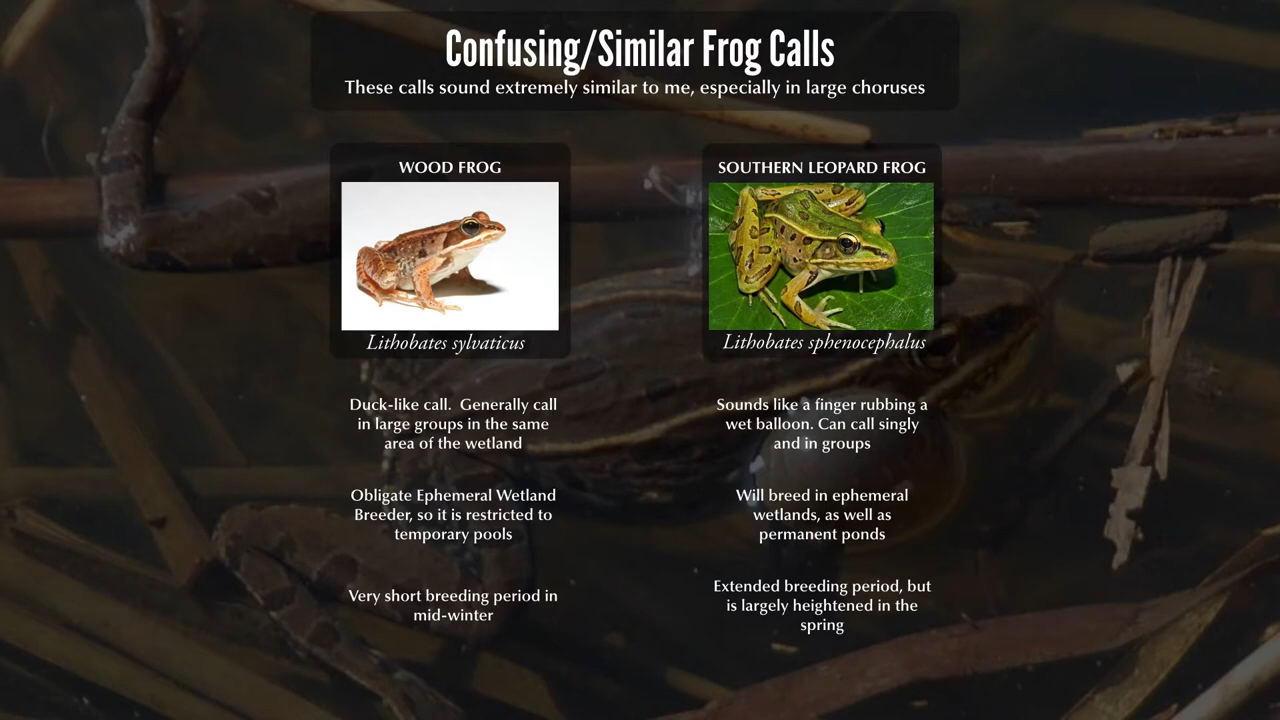 Confusing/Similar Frog Calls
These calls sound extremely similar to me, especially in large choruses
WOOD FROG
Lithobates sylvaticus
Duck-like call.  Generally call
in large groups in the same
area of the wetland
Obligate Ephemeral Wetland
Breeder, so it is restricted to
temporary pools
Very short breeding period in
mid-winter
SOUTHERN LEOPARD FROG
Lithobates sphenocephalus
Sounds like a finger rubbing a
wet balloon. Can call singly
and in groups
Will breed in ephemeral
wetlands, as well as
permanent ponds
Extended breeding period, but
is largely heightened in the
spring